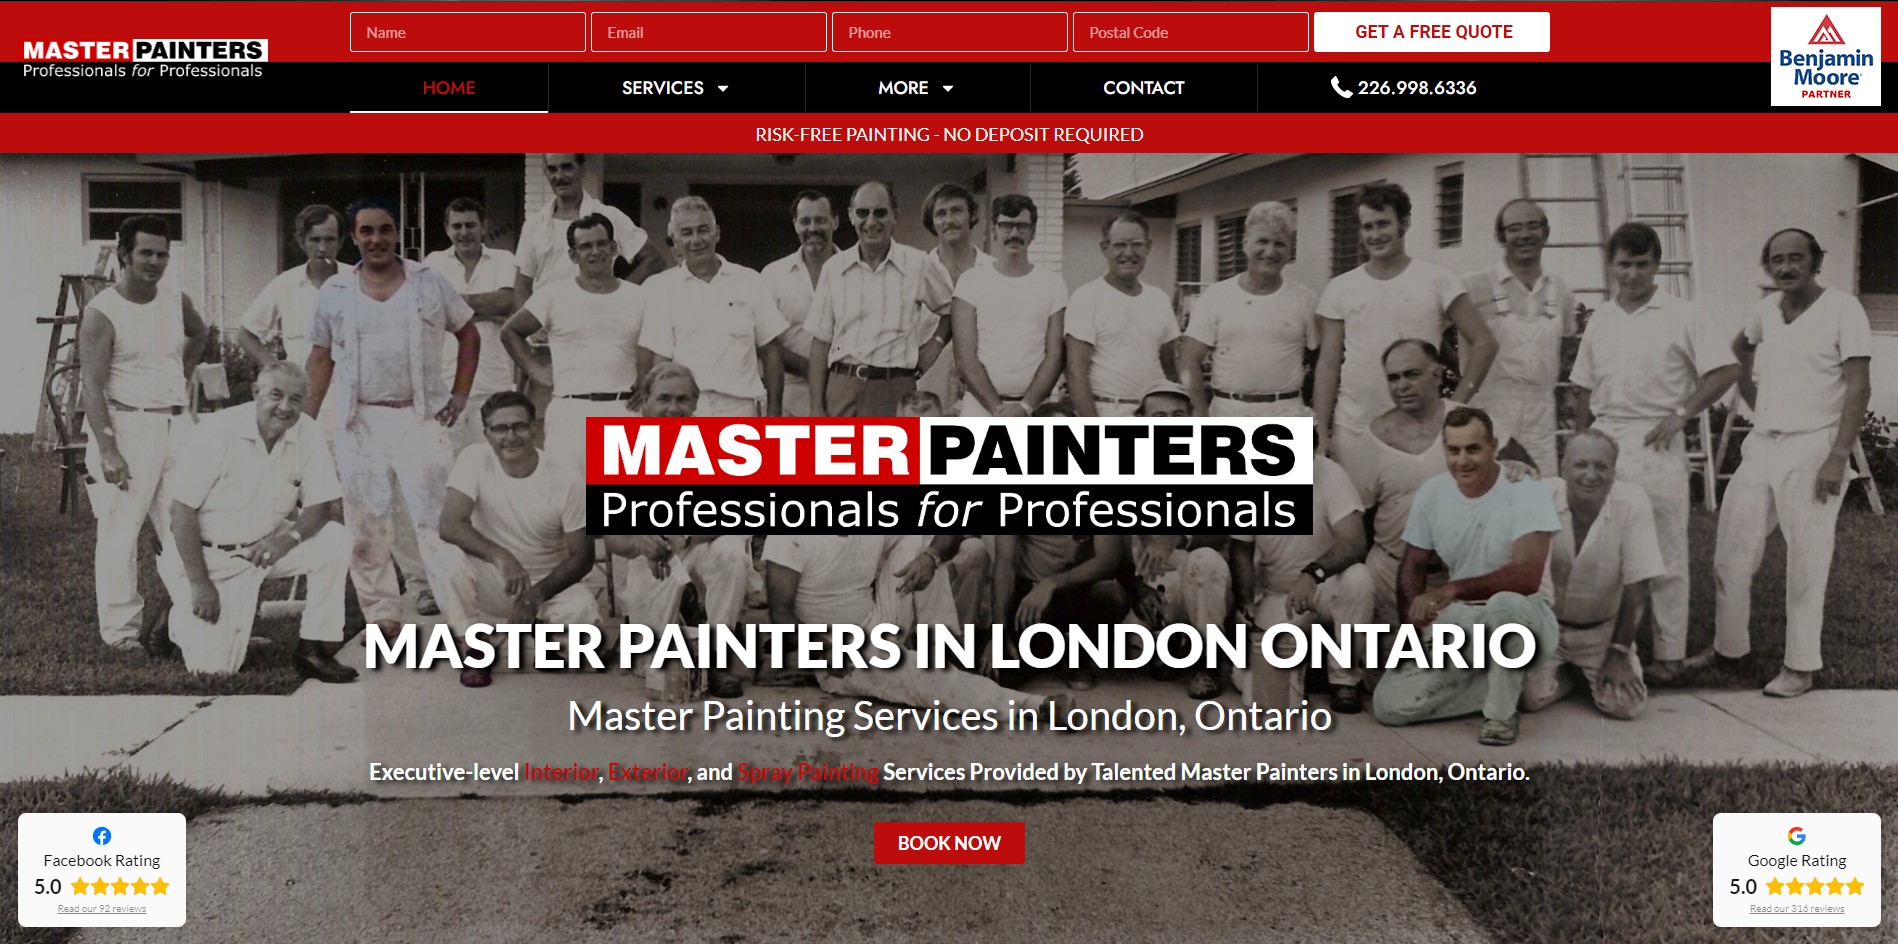 MASTER PAINTERS
Professionals for Professionals
Name
Email
Phone
Postal Code
GET A FREE QUOTE
Benjamin
Moore
PARTNER
HOME
SERVICES
MORE
CONTACT
226.998.6336
RISK-FREE PAINTING - NO DEPOSIT REQUIRED
MASTER PAINTERS
Professionals for Professionals
MASTER PAINTERS IN LONDON ONTARIO
Master Painting Services in London, Ontario
Executive-level Interior, Exterior, and Spray Painting Services Provided by Talented Master Painters in London, Ontario.
BOOK NOW
Facebook Rating
5.0
Read our 92 reviews
Google Rating
5.0
Read our 316 reviews